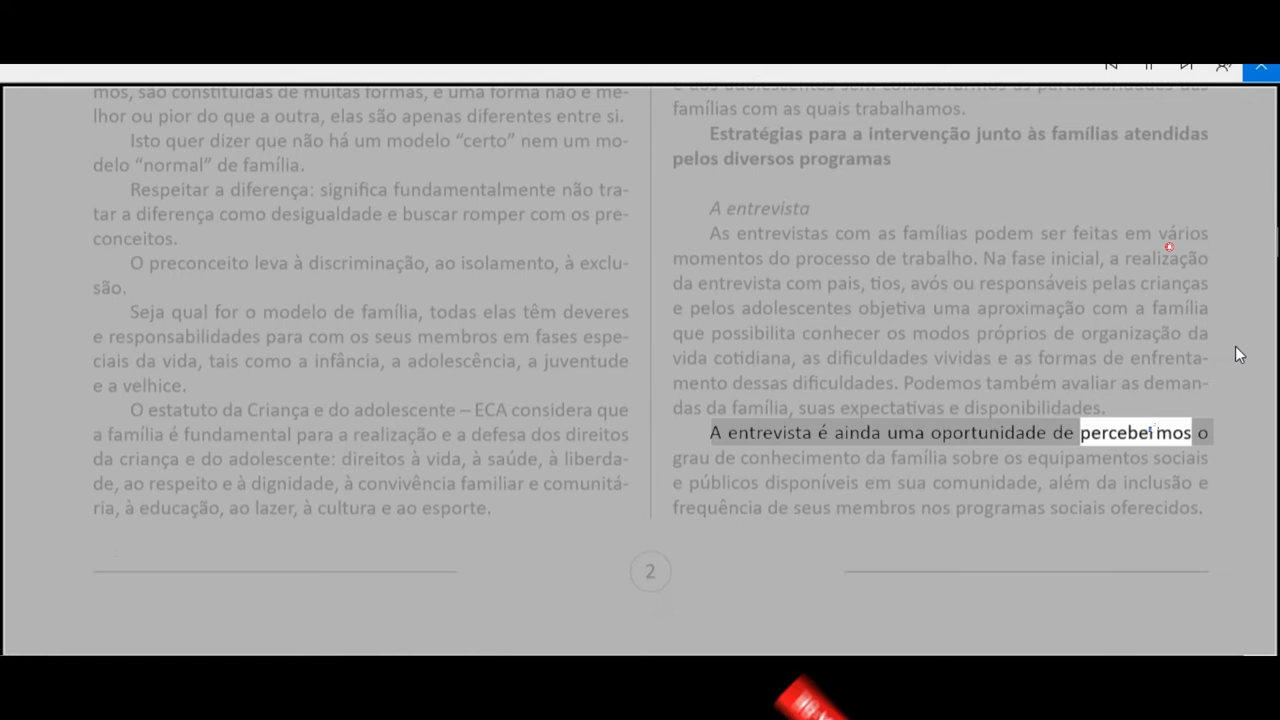 mos, são constituídas de muitas formas, e uma forma não é me-
lhor ou pior do que a outra, elas são apenas diferentes entre si.
Isto quer dizer que não há um modelo “certo” nem um mo-
delo “normal” de família.
Respeitar a diferença: significa fundamentalmente não tra-
tar a diferença como desigualdade e buscar romper com os pre-
conceitos.
O preconceito leva à discriminação, ao isolamento, à exclu-
são.
Seja qual for o modelo de família, todas elas têm deveres
e responsabilidades para com os seus membros em fases espe-
ciais da vida, tais como a infância, a adolescência, a juventude
e a velhice.
O estatuto da Criança e do adolescente – ECA considera que
a família é fundamental para a realização e a defesa dos direitos
da criança e do adolescente: direitos à vida, à saúde, à liberda-
de, ao respeito e à dignidade, à convivência familiar e comunitá-
ria, à educação, ao lazer, à cultura e ao esporte.
famílias com as quais trabalhamos.
Estratégias para a intervenção junto às famílias atendidas
pelos diversos programas
A entrevista
As entrevistas com as famílias podem ser feitas em vários
momentos do processo de trabalho. Na fase inicial, a realização
da entrevista com pais, tios, avós ou responsáveis pelas crianças
e pelos adolescentes objetiva uma aproximação com a família
que possibilita conhecer os modos próprios de organização da
vida cotidiana, as dificuldades vividas e as formas de enfrenta-
mento dessas dificuldades. Podemos também avaliar as deman-
das da família, suas expectativas e disponibilidades.
A entrevista é ainda uma oportunidade de percebermos o
grau de conhecimento da família sobre os equipamentos sociais
e públicos disponíveis em sua comunidade, além da inclusão e
frequência de seus membros nos programas sociais oferecidos.
2